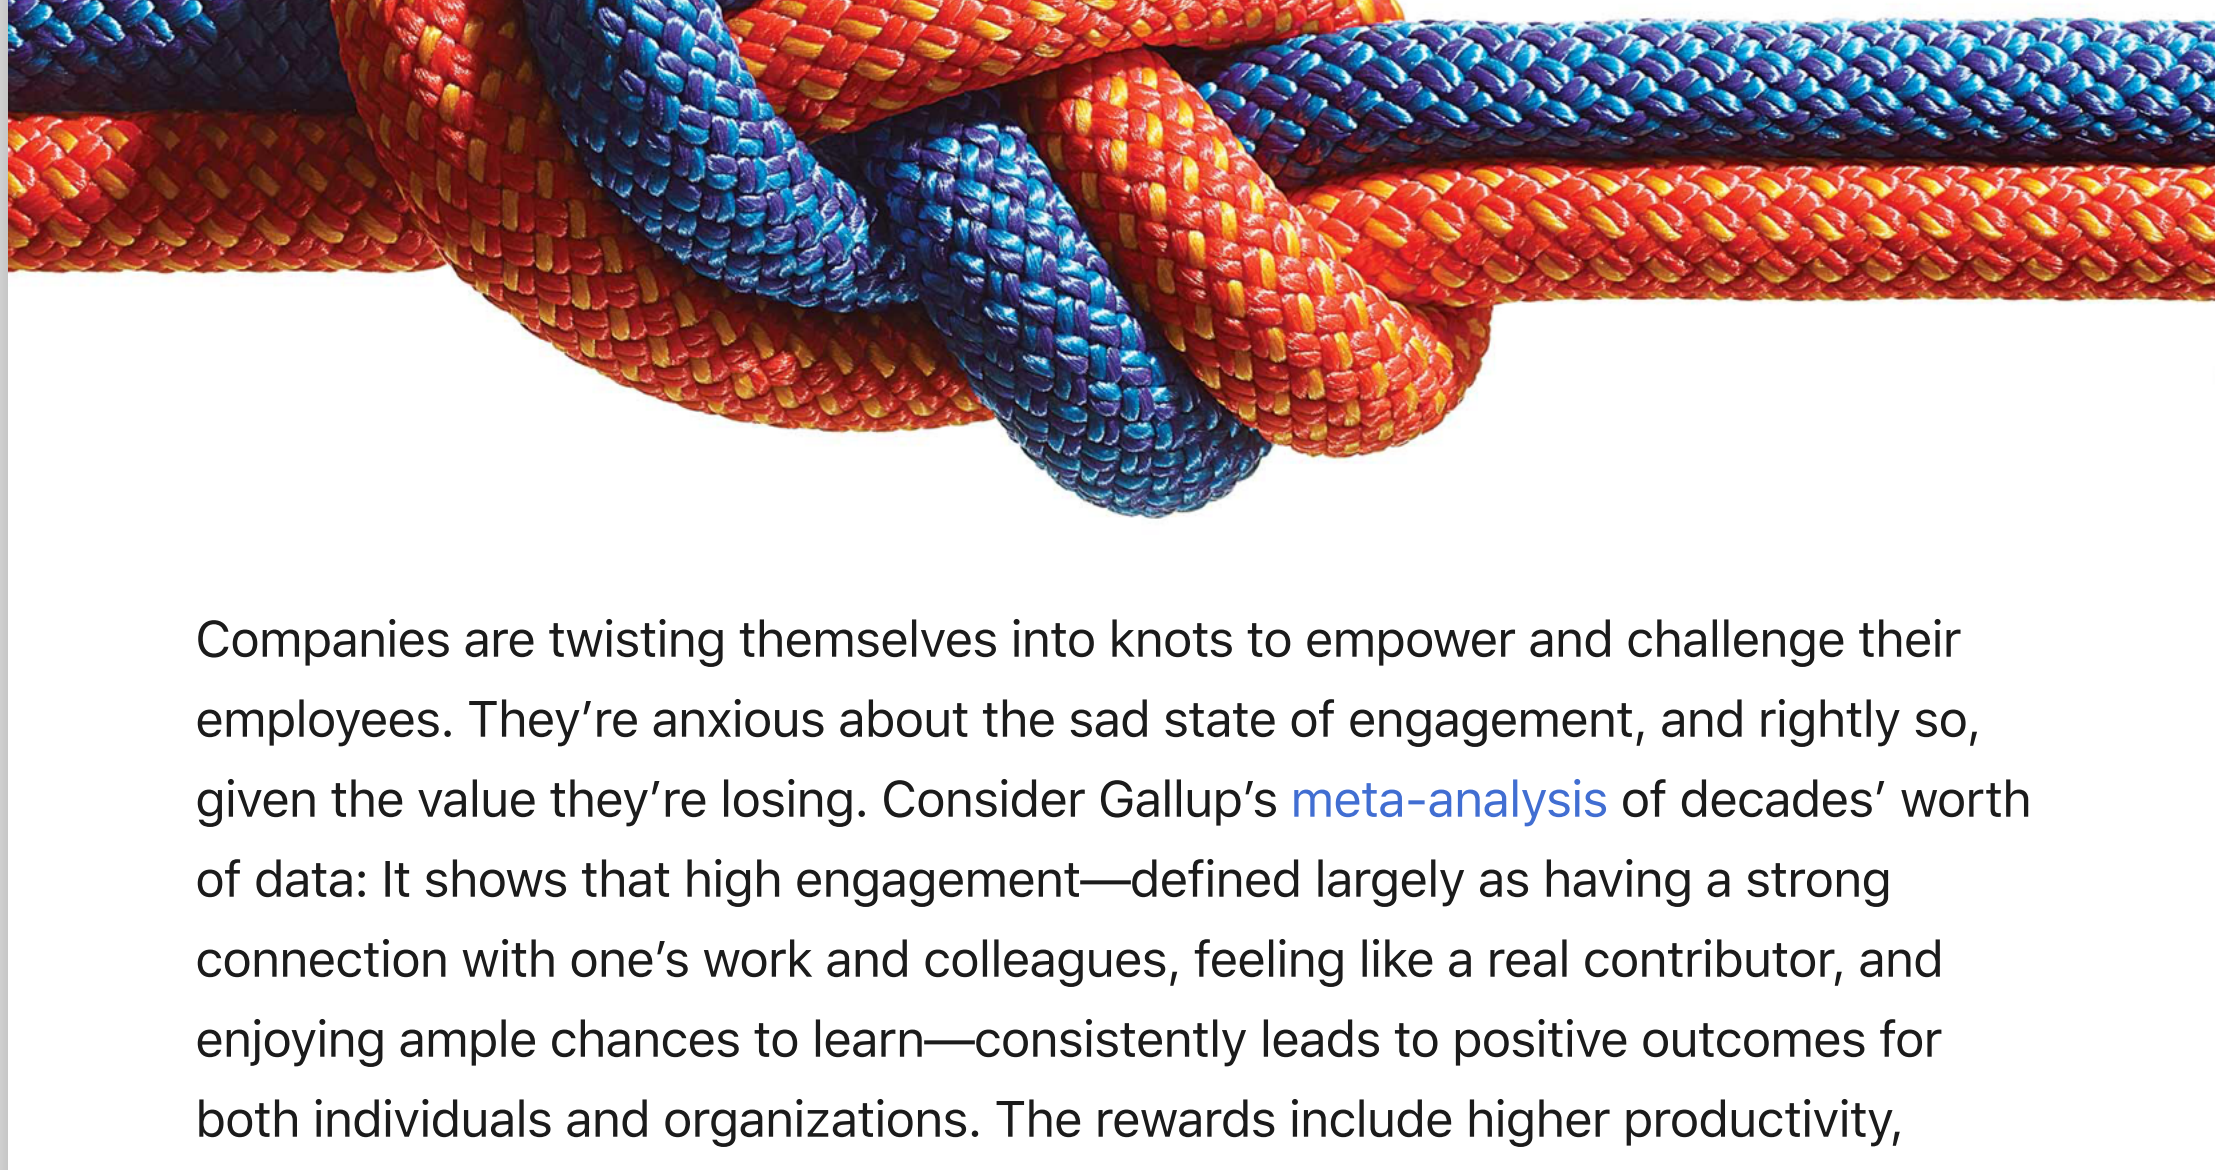 Companies are twisting themselves into knots to empower and challenge their
employees. They’re anxious about the sad state of engagement, and rightly so,
given the value they’re losing. Consider Gallup’s meta-analysis of decades’ worth
of data: It shows that high engagement—defined largely as having a strong
connection with one’s work and colleagues, feeling like a real contributor, and
enjoying ample chances to learn—consistently leads to positive outcomes for
both individuals and organizations. The rewards include higher productivity,